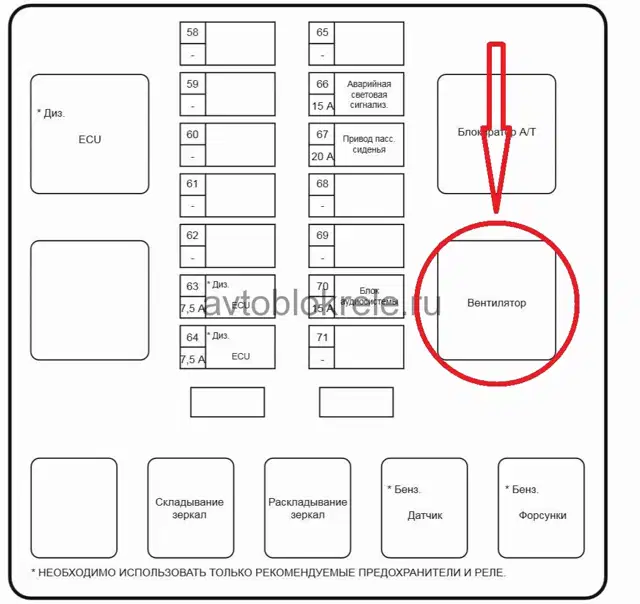 58
-
65
-
* Диз.
ECU
59
-
66
15 А
Аварийная
световая
сигнализ.
Блокиратор А/Т
60
-
67
20 А
Привод пасс.
сиденья
61
-
68
-
62
-
69
-
63
7,5 А
* Диз.
ECU
70
15 А
Блок
аудиосистемы
Вентилятор
avtoblokrele.ru
64
7,5 А
* Диз.
ECU
71
-
Складывание
зеркал
Раскладывание
зеркал
* Бенз.
Датчик
* Бенз.
Форсунки
* НЕОБХОДИМО ИСПОЛЬЗОВАТЬ ТОЛЬКО РЕКОМЕНДУЕМЫЕ ПРЕДОХРАНИТЕЛИ И РЕЛЕ.